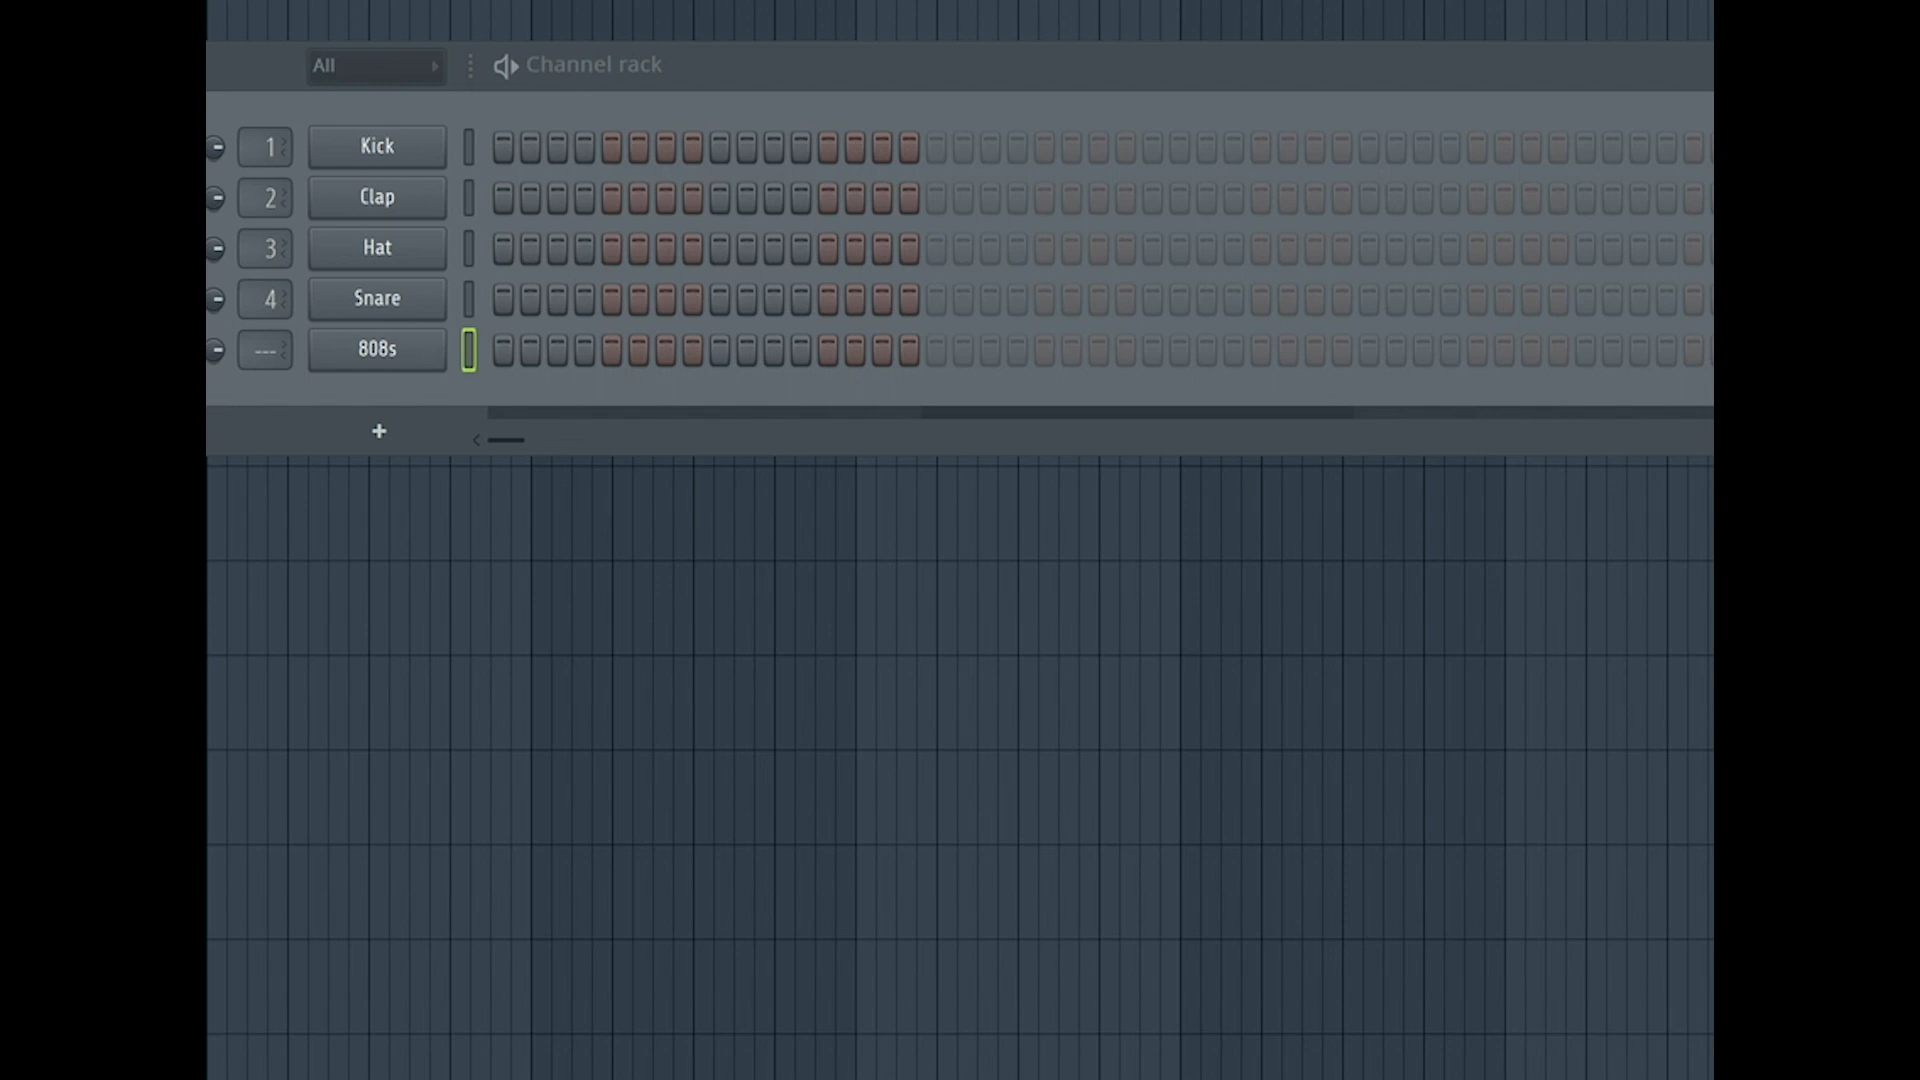 All
Channel rack
1 Kick
2 Clap
3 Hat
4 Snare
--- 808s
+